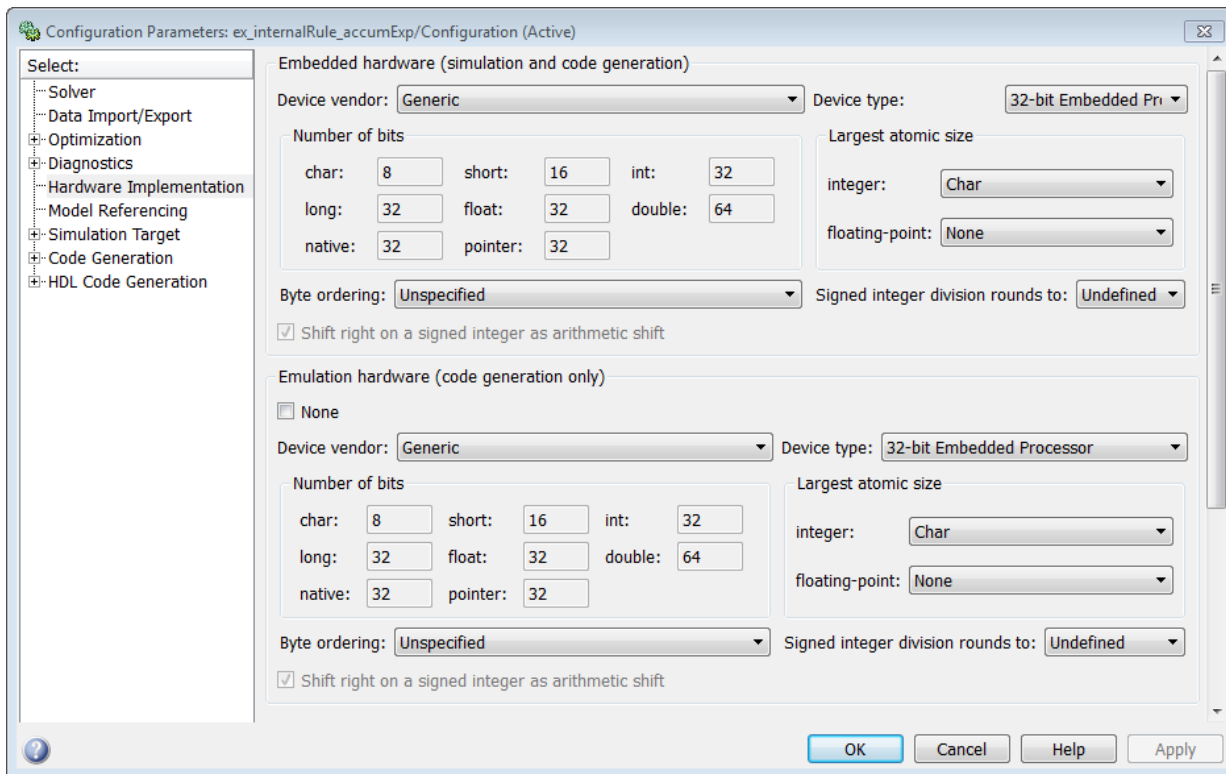 Configuration Parameters: ex_internalRule_accumExp/Configuration (Active)
Select:
Solver
Data Import/Export
Optimization
Diagnostics
Hardware Implementation
Model Referencing
Simulation Target
Code Generation
HDL Code Generation
Embedded hardware (simulation and code generation)
Device vendor: Generic Device type: 32-bit Embedded Pr
Number of bits
char: 8 short: 16 int: 32
long: 32 float: 32 double: 64
native: 32 pointer: 32
Largest atomic size
integer: Char
floating-point: None
Byte ordering: Unspecified Signed integer division rounds to: Undefined
Shift right on a signed integer as arithmetic shift
Emulation hardware (code generation only)
None
Device vendor: Generic Device type: 32-bit Embedded Processor
Number of bits
char: 8 short: 16 int: 32
long: 32 float: 32 double: 64
native: 32 pointer: 32
Largest atomic size
integer: Char
floating-point: None
Byte ordering: Unspecified Signed integer division rounds to: Undefined
Shift right on a signed integer as arithmetic shift
? OK Cancel Help Apply